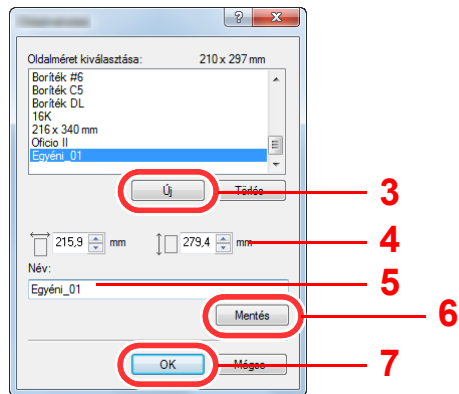 Oldalméret kiválasztása: 210 x 297 mm
Boríték #6
Boríték C5
Boríték DL
16K
216 x 340 mm
Oficio II
Egyéni_01
Új Törlés
3
215,9 mm 279,4 mm
4
Név:
Egyéni_01
5
Mentés
6
OK Mégse
7